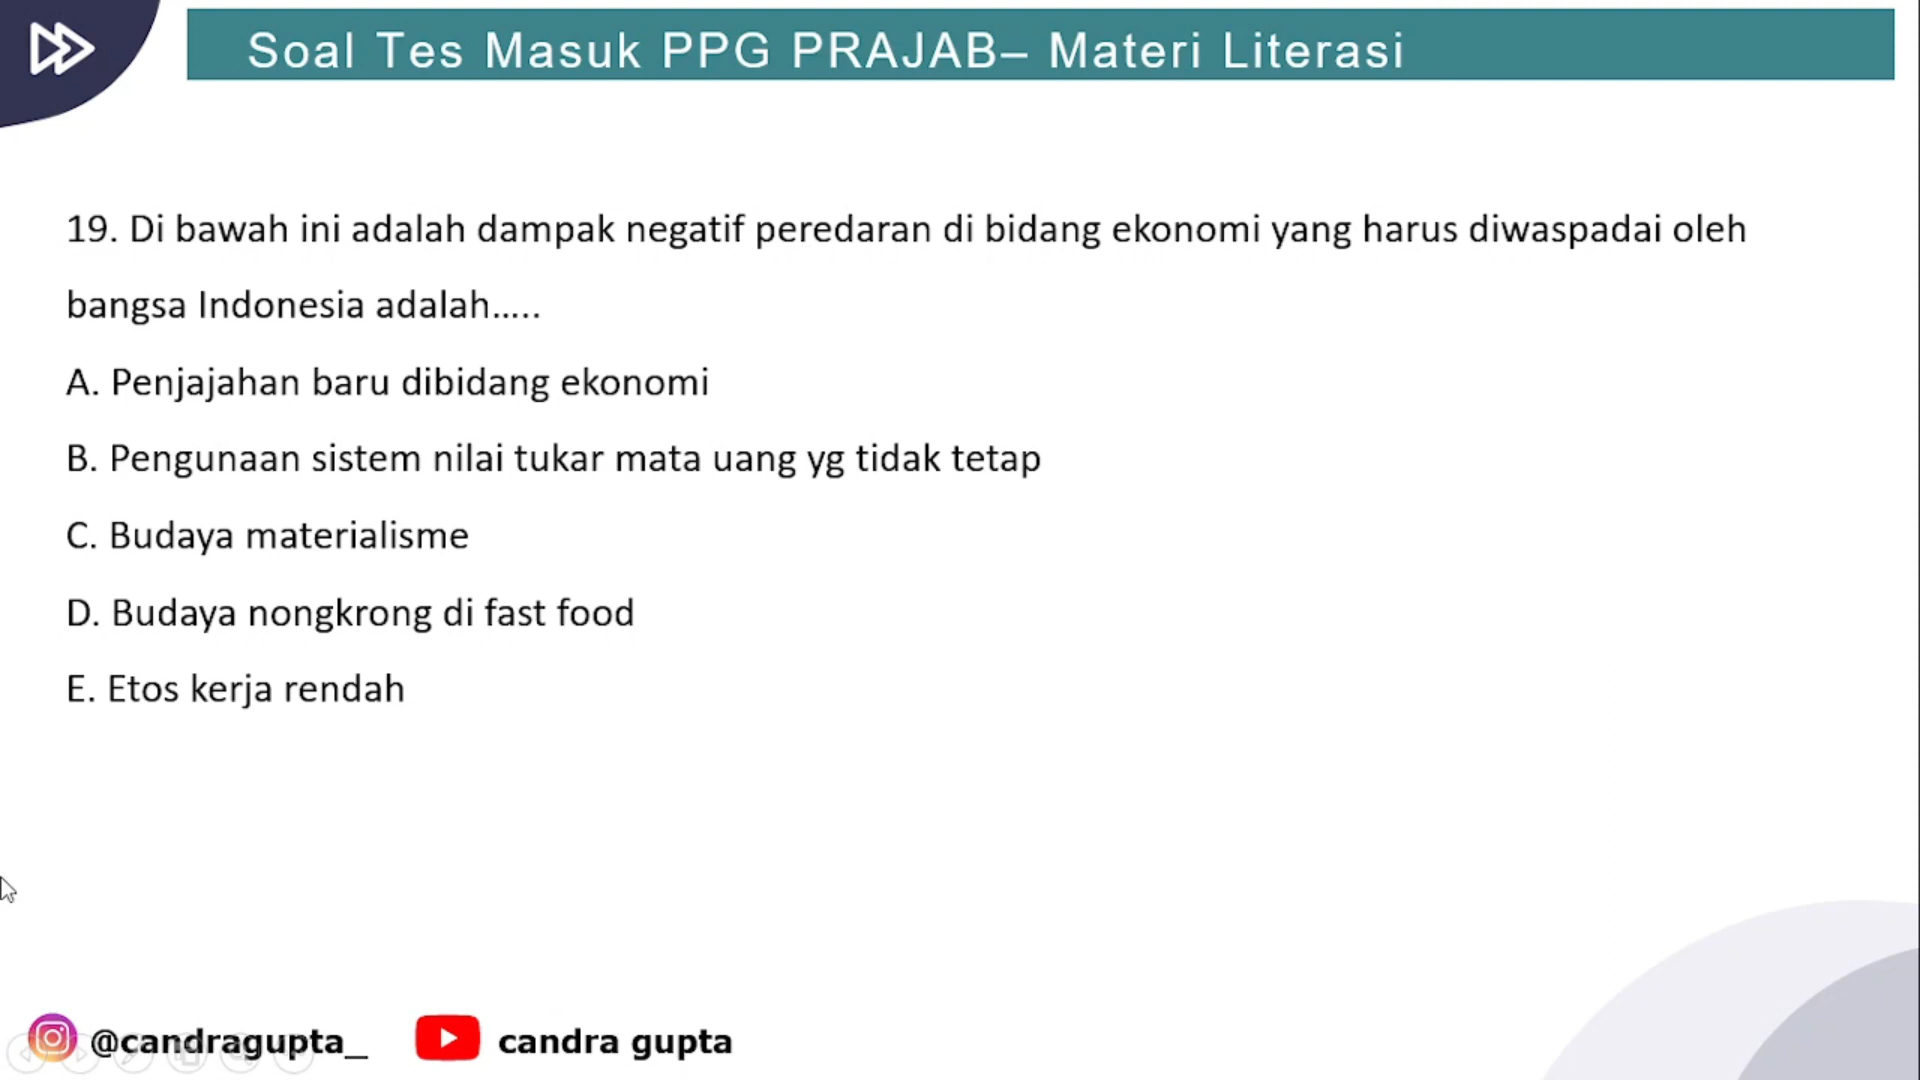 Soal Tes Masuk PPG PRAJAB– Materi Literasi
19. Di bawah ini adalah dampak negatif peredaran di bidang ekonomi yang harus diwaspadai oleh
bangsa Indonesia adalah.....
A. Penjajahan baru dibidang ekonomi
B. Pengunaan sistem nilai tukar mata uang yg tidak tetap
C. Budaya materialisme
D. Budaya nongkrong di fast food
E. Etos kerja rendah
@candragupta_ candra gupta